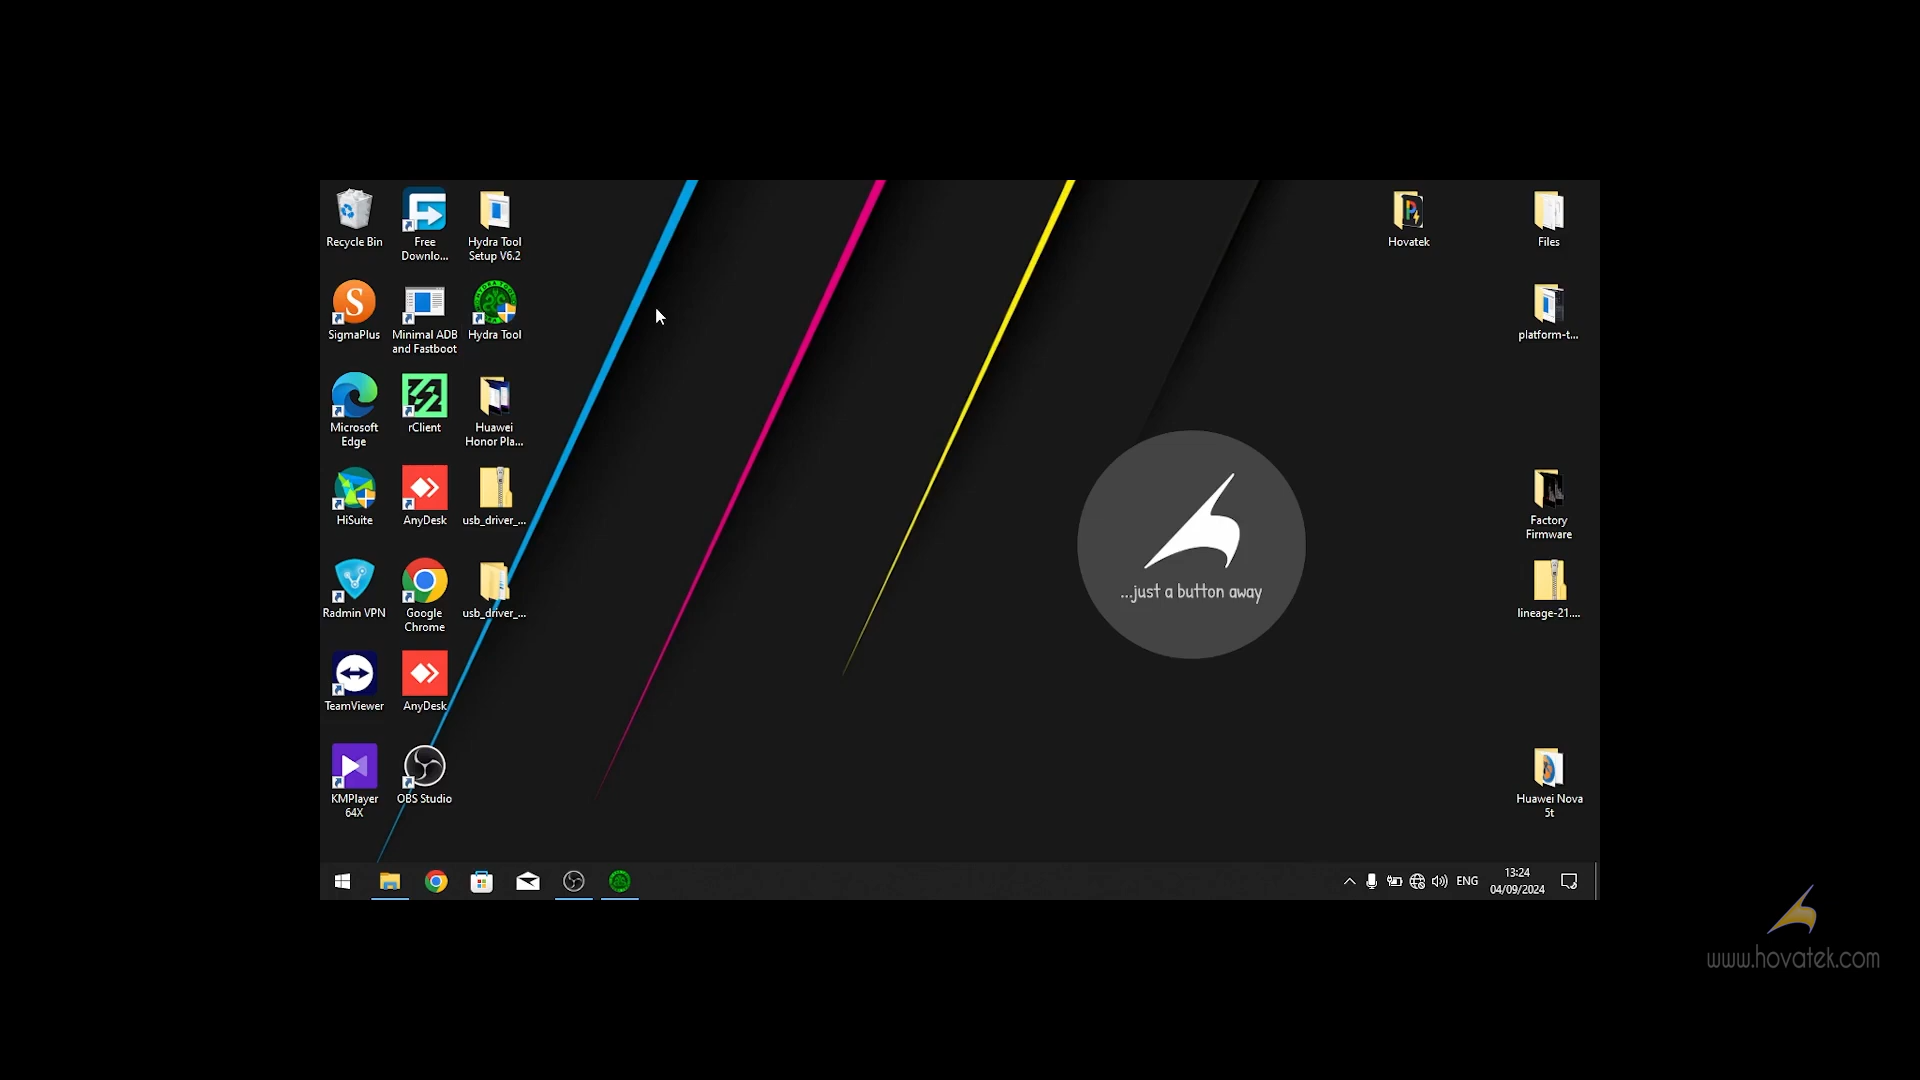 Recycle Bin
Free
Downlo...
Hydra Tool
Setup V6.2
Hovatek
Files
SigmaPlus
Minimal ADB
and Fastboot
Hydra Tool
platform-t...
Microsoft
Edge
rClient
Huawei
Honor Pla...
HiSuite
AnyDesk
usb_driver_...
Factory
Firmware
...just a button away
Radmin VPN
Google
Chrome
usb_driver_...
lineage-21....
TeamViewer
AnyDesk
KMPlayer
64X
OBS Studio
Huawei Nova
5t
ENG
13:24
04/09/2024
www.hovatek.com